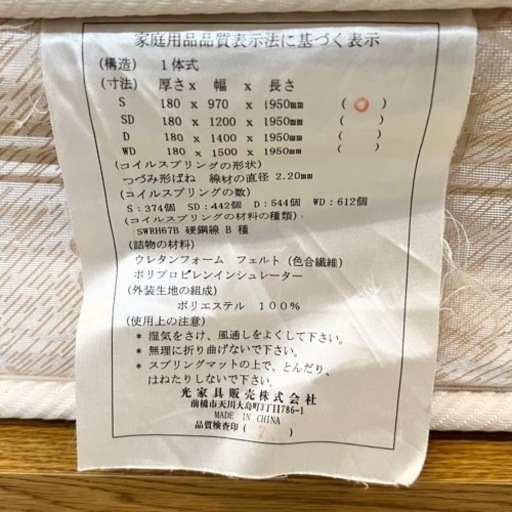 家庭用品品質表示法に基づく表示
(構造) 1体式
(寸法) 厚さx 幅 x 長さ
S 180 x 970 x 1950mm (○)
SD 180 x 1200 x 1950mm ( )
D 180 x 1400 x 1950mm ( )
WD 180 x 1500 x 1950mm ( )
(コイルスプリングの形状)
つづみ形ばね 線材の直径 2.20mm
(コイルスプリングの数)
S:374個 SD:442個 D:544個 WD:612個
(コイルスプリングの材料の種類)
SWRH67B 硬鋼線 B 種
(詰物の材料)
ウレタンフォーム フェルト(色合繊維)
ポリプロピレンインシュレーター
(外装生地の組成)
ポリエステル 100%
(使用上の注意)
* 湿気をさけ、風通しをよくして下さい。
* 無理に折り曲げないで下さい。
* スプリングマットの上で、とんだり、
はねたりしないで下さい。
光家具販売株式会社
前橋市天川大島町3丁目786-1
MADE IN CHINA
品質検査印( 7 )